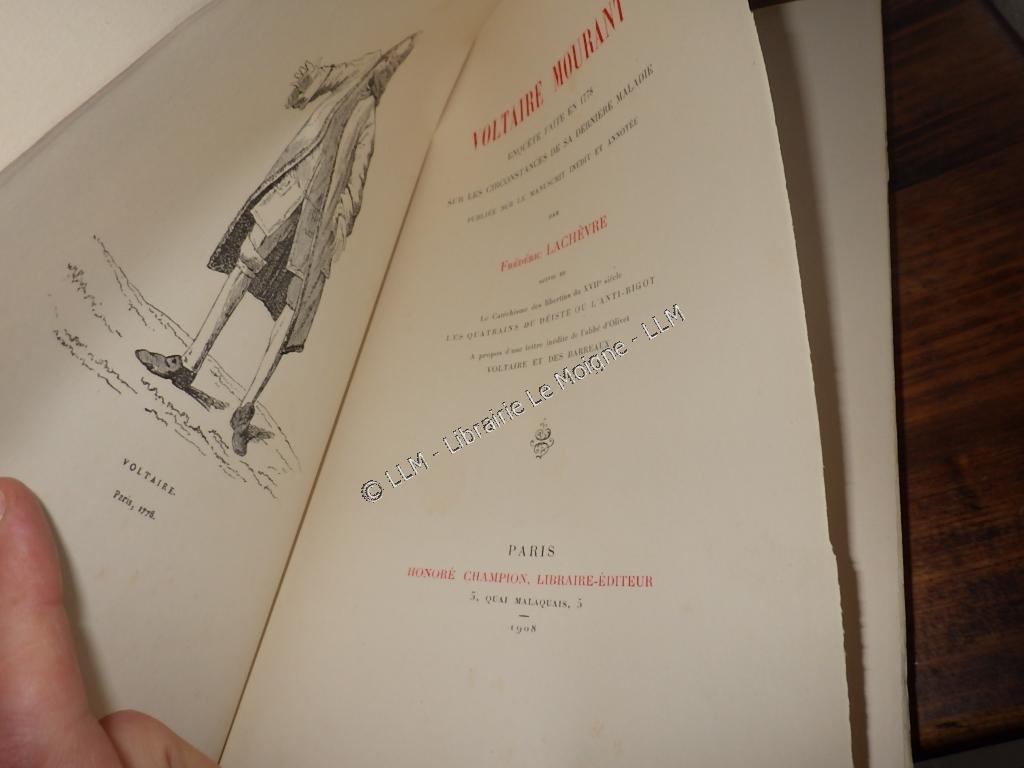 VOLTAIRE.
Paris, 1778.
VOLTAIRE MOURANT
ENQUÊTE FAITE EN 1778
SUR LES CIRCONSTANCES DE SA DERNIÈRE MALADIE
PUBLIÉE SUR LE MANUSCRIT INÉDIT ET ANNOTÉE
PAR
FRÉDÉRIC LACHÈVRE
SUIVIE DE
Le Catéchisme des libertins du XVIIe siècle
LES QUATRAINS DU DÉISTE OU L'ANTI-BIGOT
A propos d'une lettre inédite de l'abbé d'Olivet
VOLTAIRE ET DES BARREAUX
© LLM - Librairie Le Moigne - LLM
PARIS
HONORÉ CHAMPION, LIBRAIRE-ÉDITEUR
5, QUAI MALAQUAIS, 5
1908